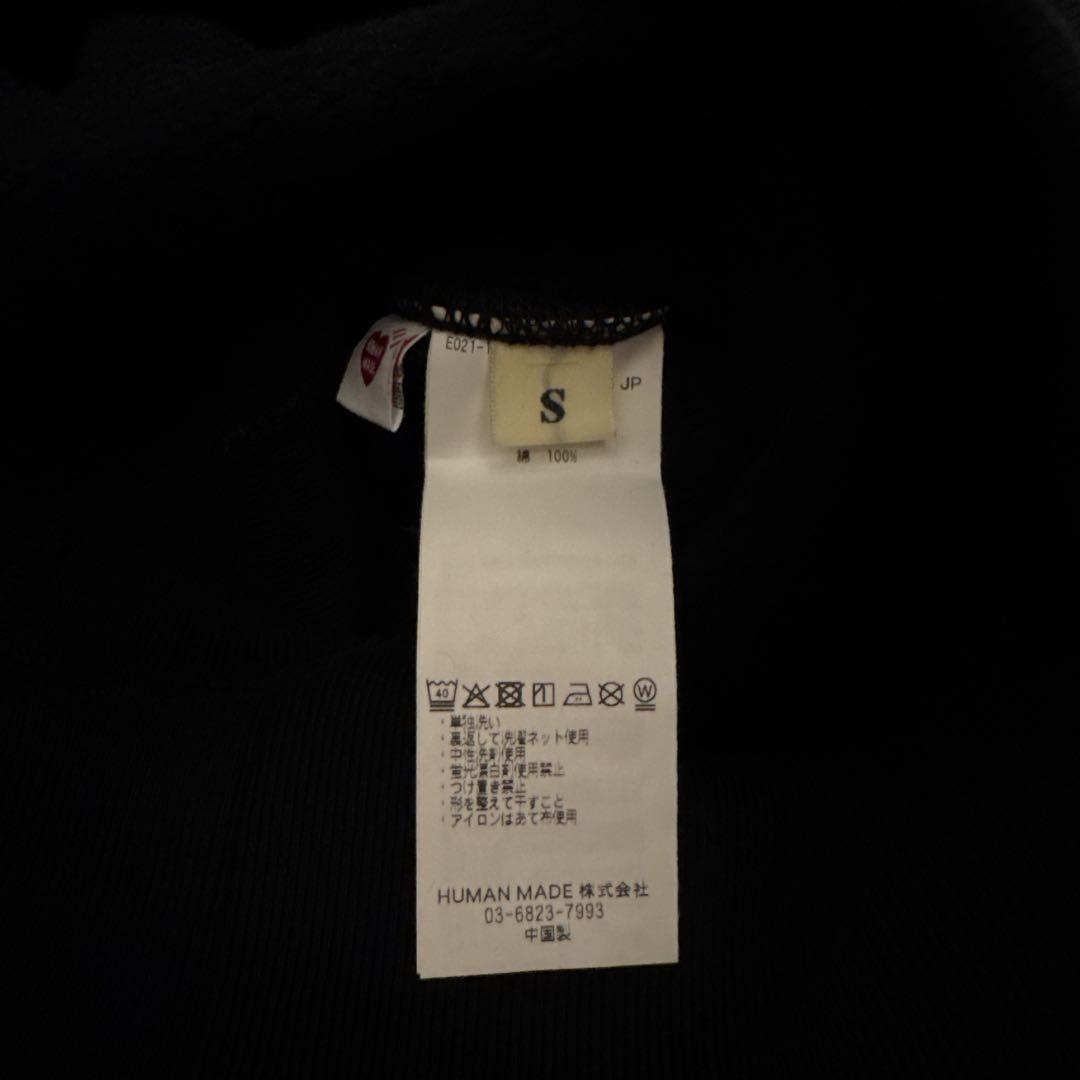 E021-
JP
S
綿 100%
40
W
・単独洗い
・裏返して洗濯ネット使用
・中性洗剤使用
・蛍光漂白剤使用禁止
・つけ置き禁止
・形を整えて干すこと
・アイロンはあて布使用
HUMAN MADE 株式会社
03-6823-7993
中国製